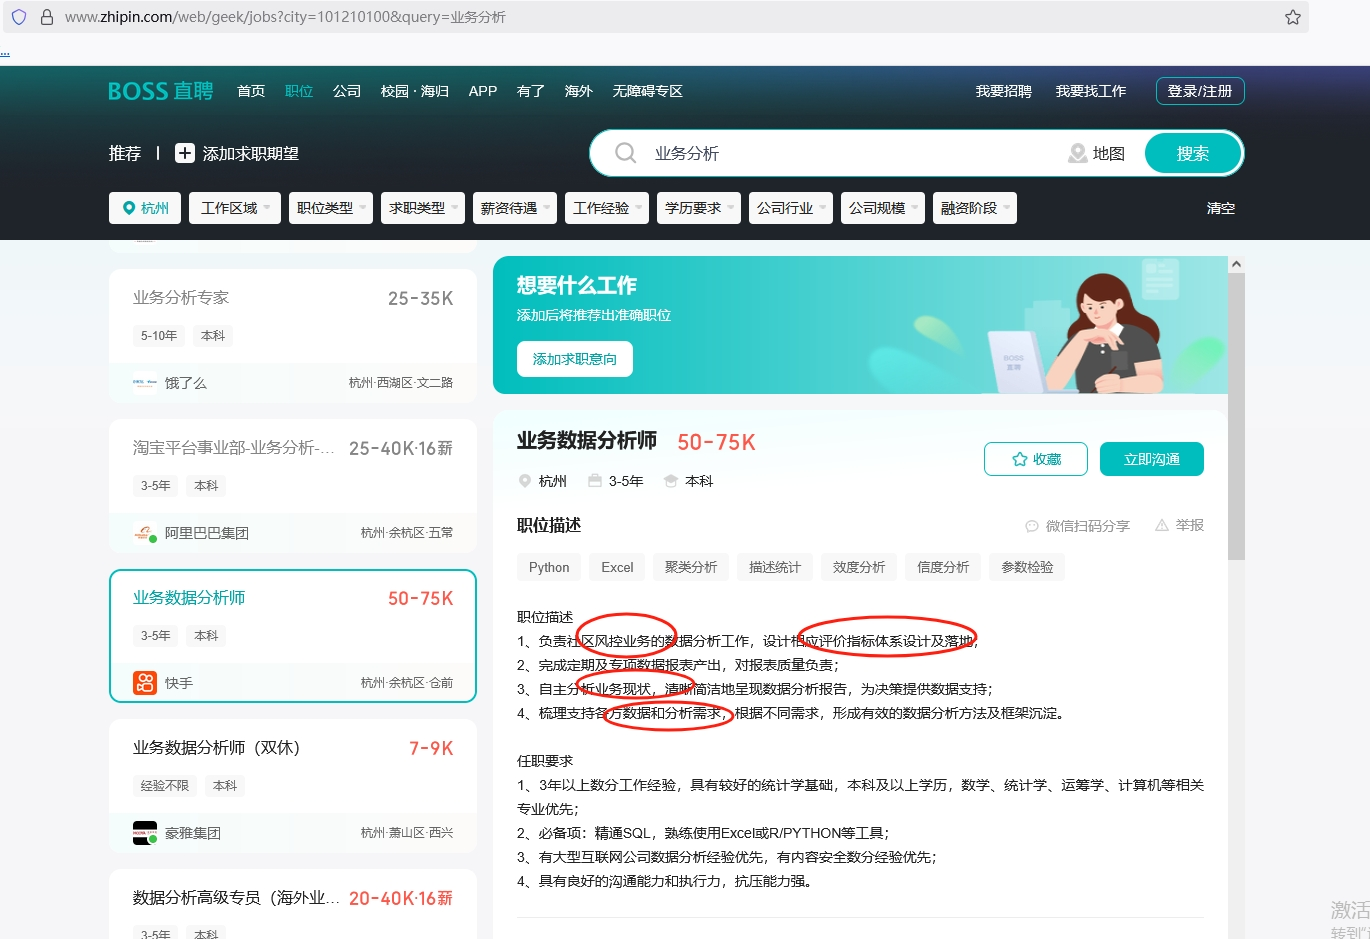 www.zhipin.com/web/geek/jobs?city=101210100&query=业务分析
...
BOSS直聘 首页 职位 公司 校园·海归 APP 有了 海外 无障碍专区 我要招聘 我要找工作 登录/注册
推荐 | 添加求职期望 业务分析 地图 搜索
杭州 工作区域 职位类型 求职类型 薪资待遇 工作经验 学历要求 公司行业 公司规模 融资阶段 清空
业务分析专家 25-35K
5-10年 本科
饿了么 杭州·西湖区·文二路
淘宝平台事业部-业务分析-... 25-40K·16薪
3-5年 本科
阿里巴巴集团 杭州·余杭区·五常
业务数据分析师 50-75K
3-5年 本科
快手 杭州·余杭区·仓前
业务数据分析师（双休） 7-9K
经验不限 本科
豪雅集团 杭州·萧山区·西兴
数据分析高级专员（海外业... 20-40K·16薪
3-5年 本科
想要什么工作
添加后将推荐出准确职位
添加求职意向
BOSS
直聘
业务数据分析师 50-75K
收藏 立即沟通
杭州 3-5年 本科
职位描述 微信扫码分享 举报
Python Excel 聚类分析 描述统计 效度分析 信度分析 参数检验
职位描述
1、负责社区风控业务的数据分析工作，设计相应评价指标体系设计及落地；
2、完成定期及专项数据报表产出，对报表质量负责；
3、自主分析业务现状，清晰简洁地呈现数据分析报告，为决策提供数据支持；
4、梳理支持各方数据和分析需求，根据不同需求，形成有效的数据分析方法及框架沉淀。
任职要求
1、3年以上数分工作经验，具有较好的统计学基础，本科及以上学历，数学、统计学、运筹学、计算机等相关
专业优先；
2、必备项：精通SQL，熟练使用Excel或R/PYTHON等工具；
3、有大型互联网公司数据分析经验优先，有内容安全数分经验优先；
4、具有良好的沟通能力和执行力，抗压能力强。
激活
转到"